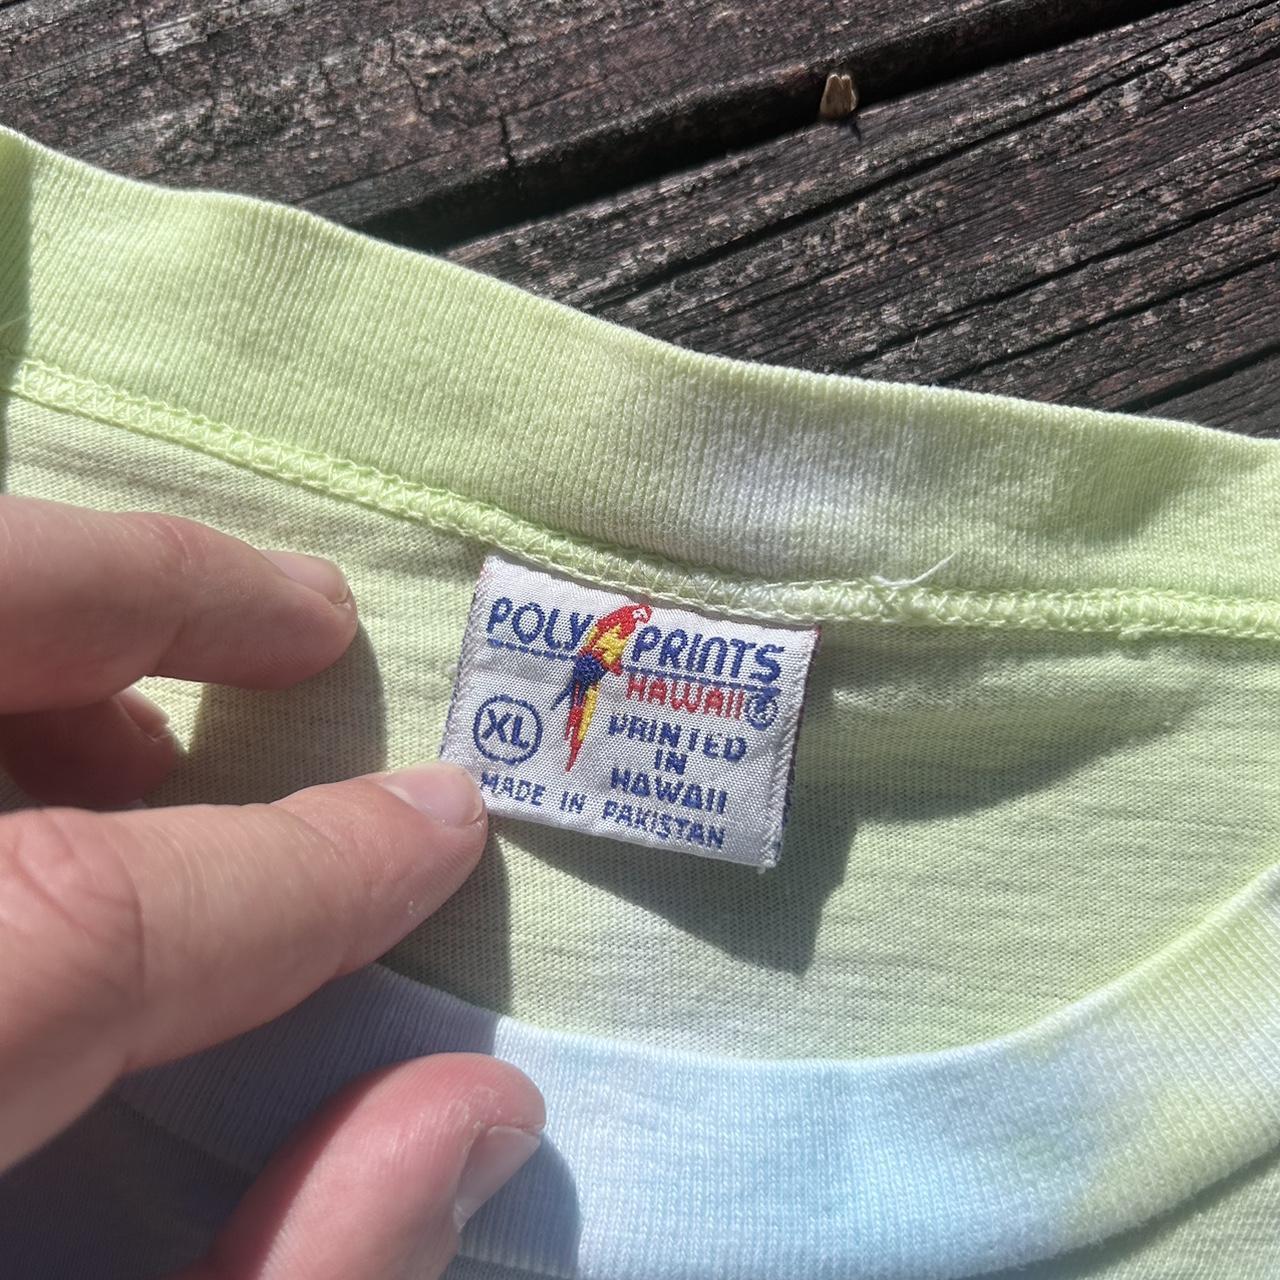 POLY PRINTS
HAWAII ®
XL
PRINTED
IN
HAWAII
MADE IN PAKISTAN